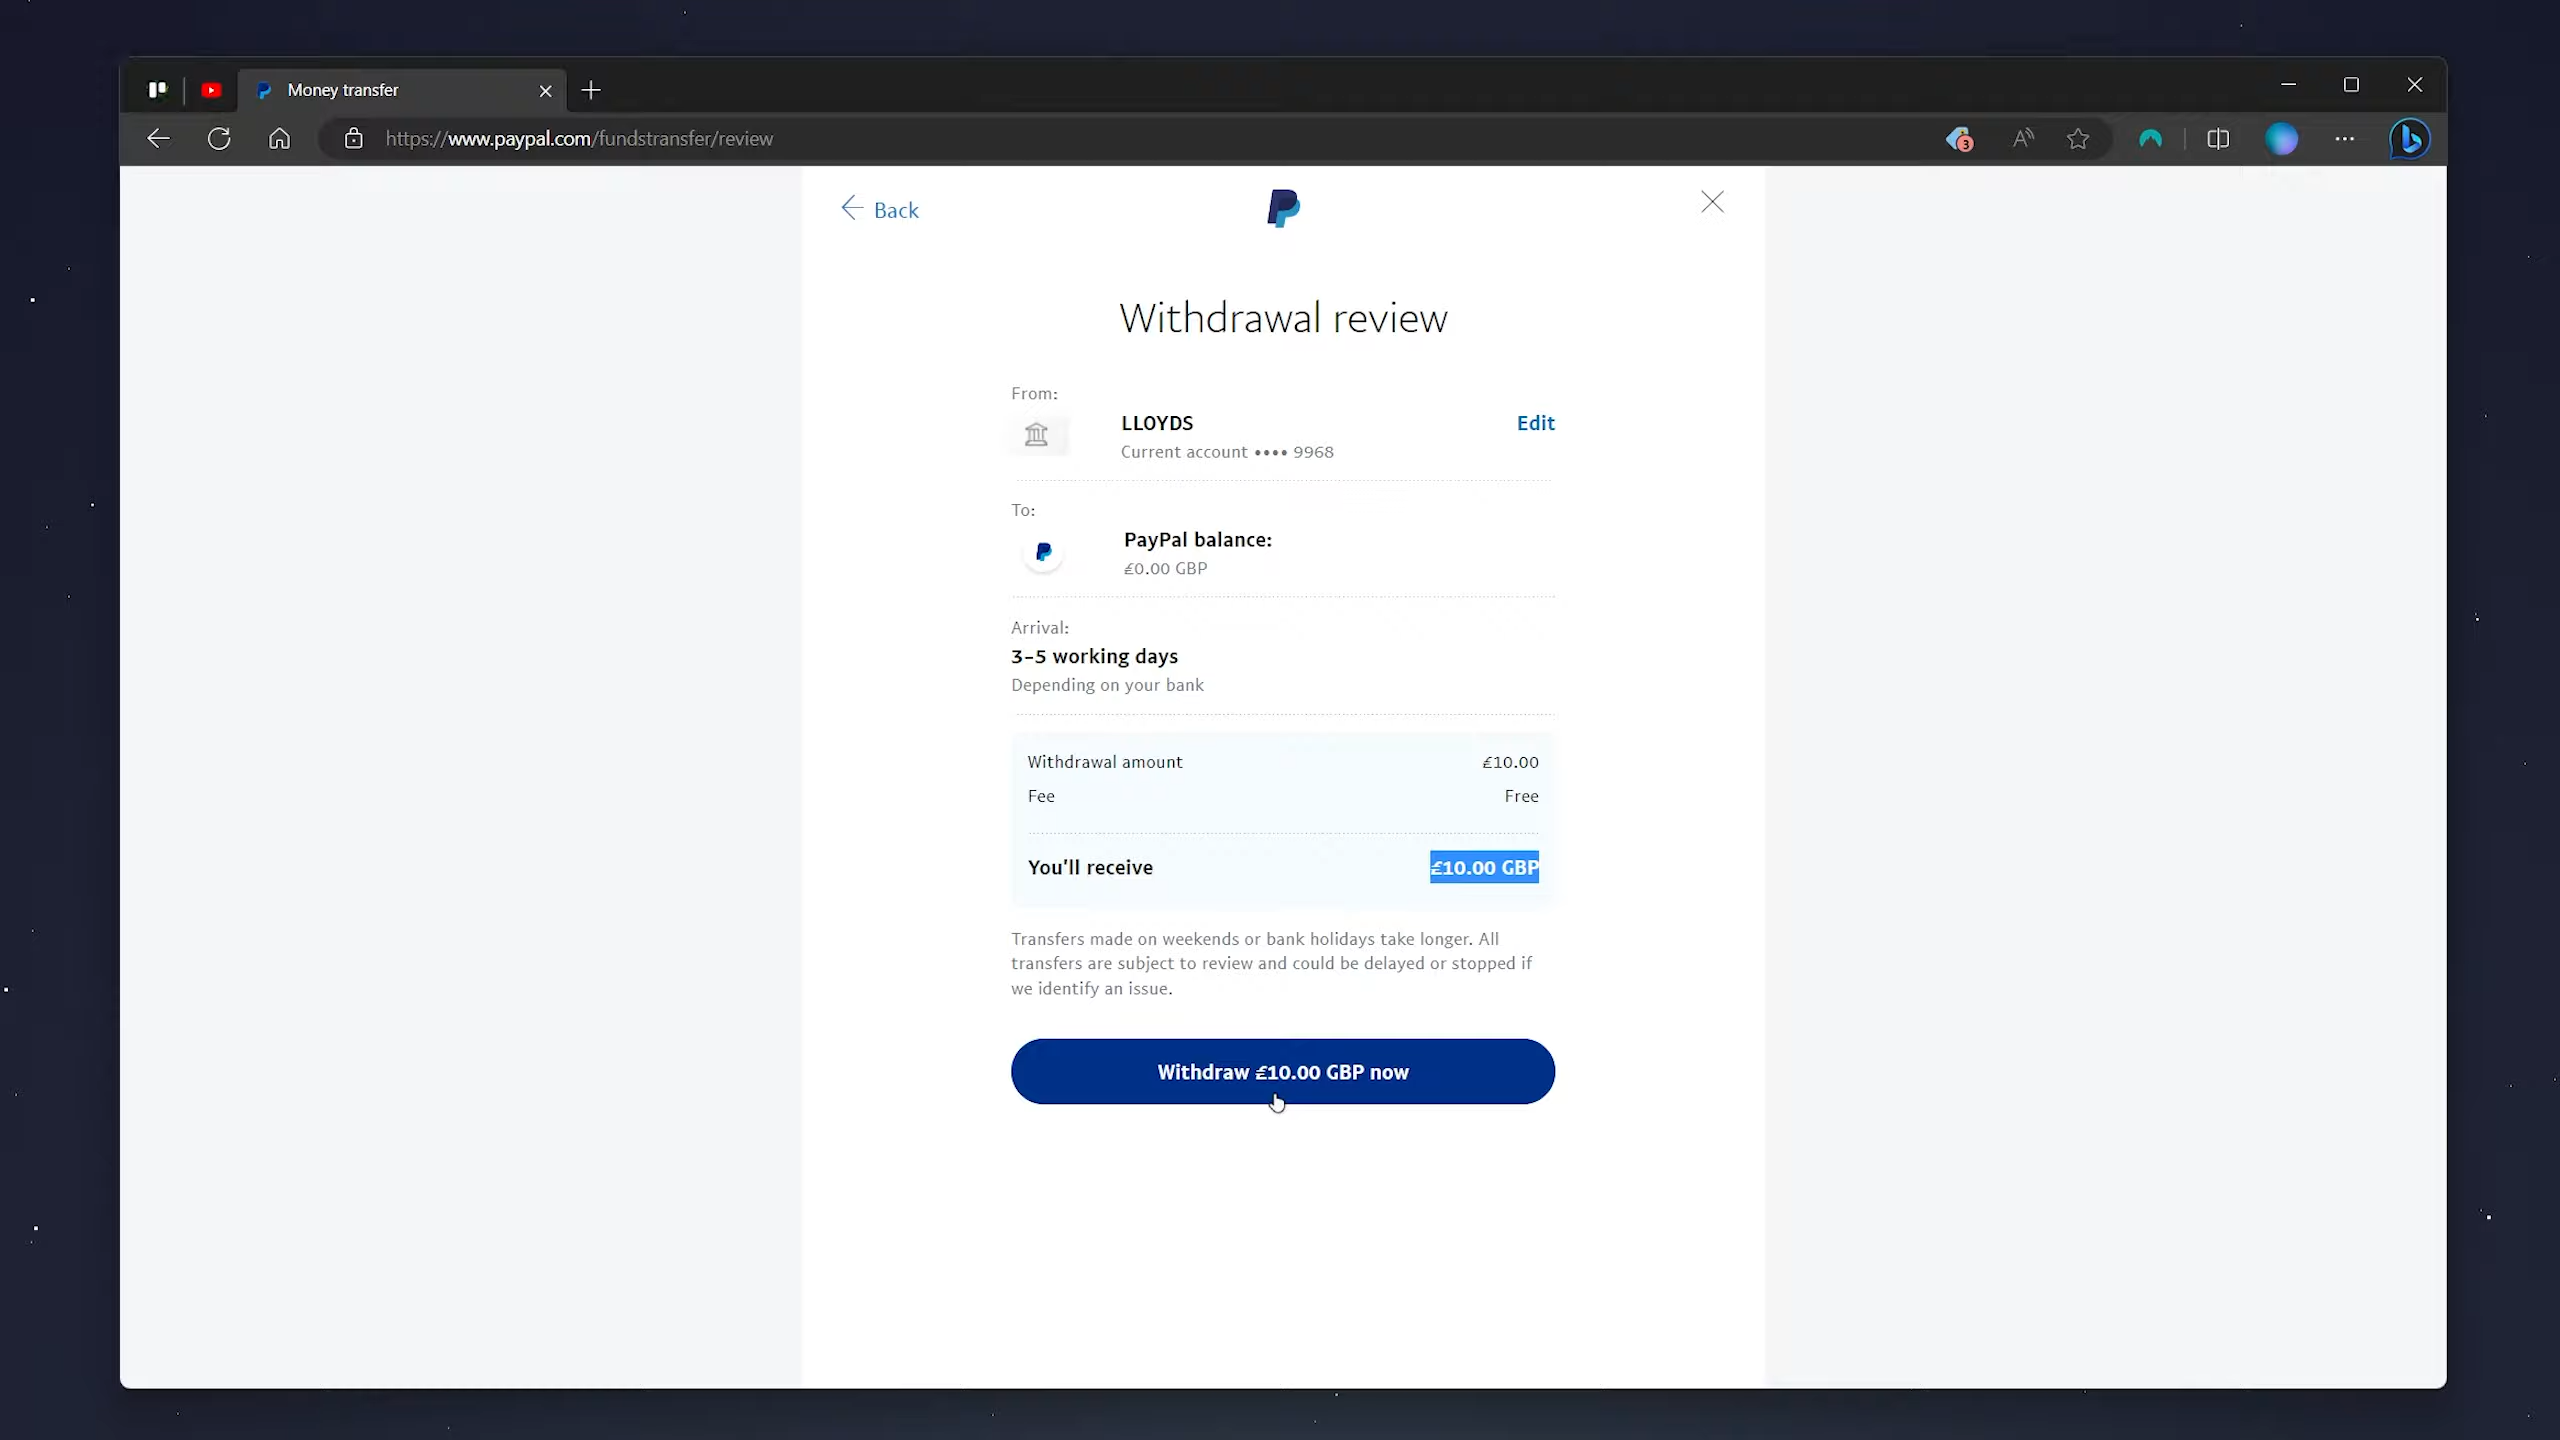 Money transfer
https://www.paypal.com/fundstransfer/review
3
Back
Withdrawal review
From:
LLOYDS
Edit
Current account •••• 9968
To:
PayPal balance:
£0.00 GBP
Arrival:
3-5 working days
Depending on your bank
Withdrawal amount £10.00
Fee Free
You'll receive £10.00 GBP
Transfers made on weekends or bank holidays take longer. All
transfers are subject to review and could be delayed or stopped if
we identify an issue.
Withdraw £10.00 GBP now